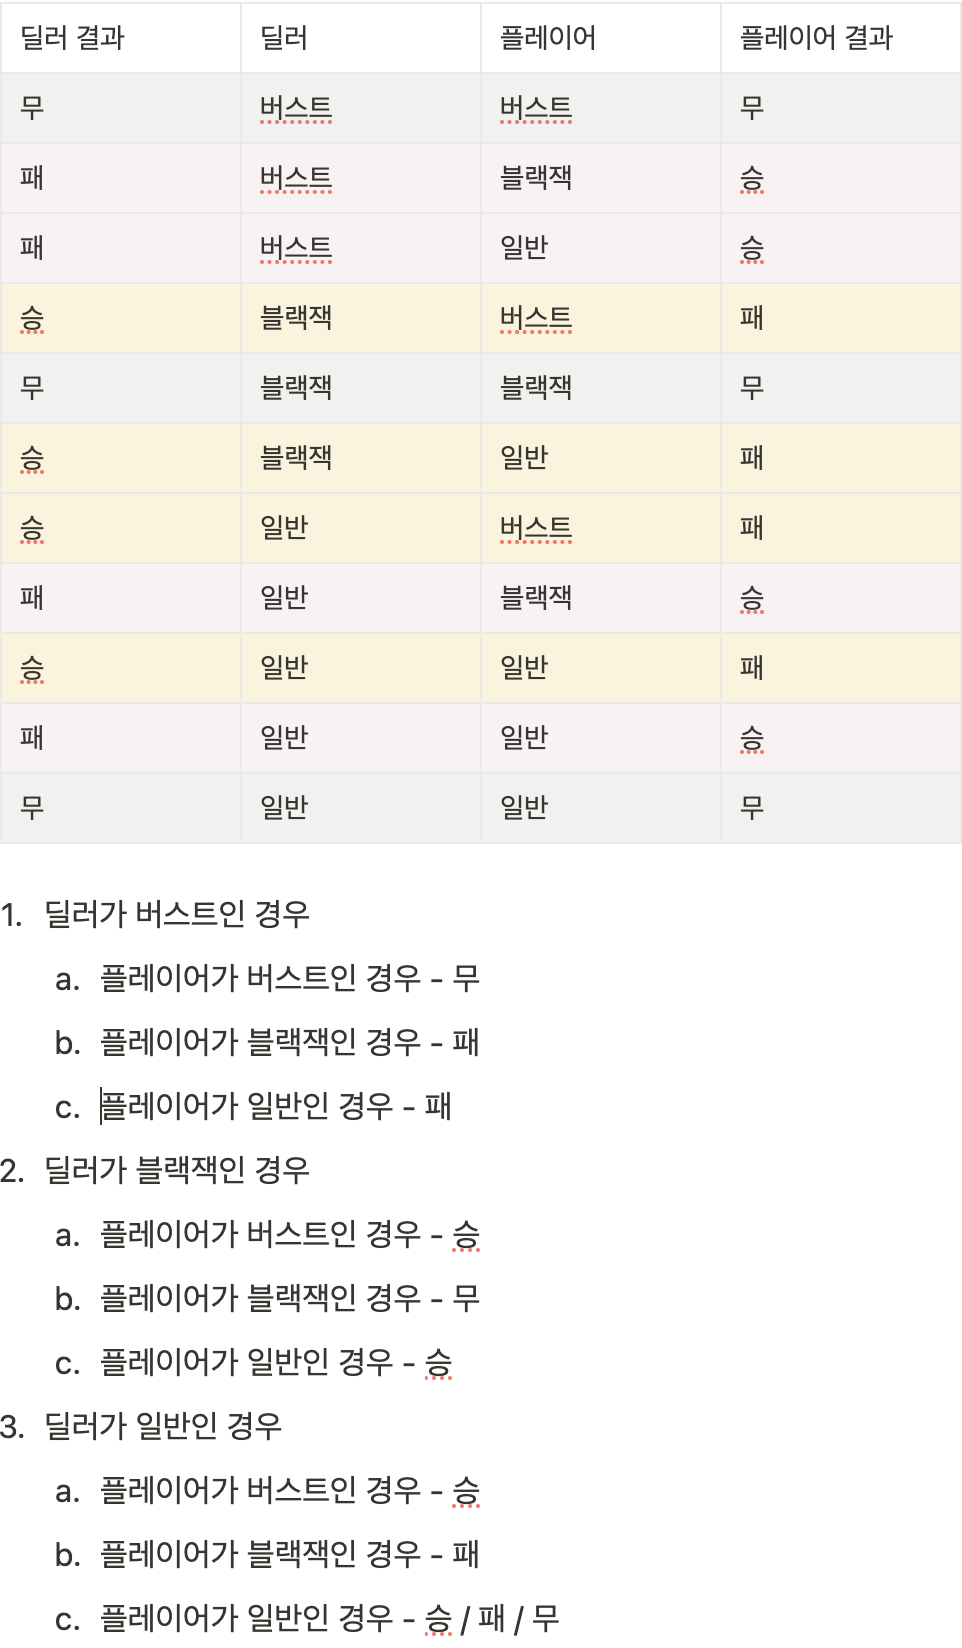 딜러 결과 딜러 플레이어 플레이어 결과
무 버스트 버스트 무
패 버스트 블랙잭 승
패 버스트 일반 승
승 블랙잭 버스트 패
무 블랙잭 블랙잭 무
승 블랙잭 일반 패
승 일반 버스트 패
패 일반 블랙잭 승
승 일반 일반 패
패 일반 일반 승
무 일반 일반 무
1. 딜러가 버스트인 경우
a. 플레이어가 버스트인 경우 - 무
b. 플레이어가 블랙잭인 경우 - 패
c. 플레이어가 일반인 경우 - 패
2. 딜러가 블랙잭인 경우
a. 플레이어가 버스트인 경우 - 승
b. 플레이어가 블랙잭인 경우 - 무
c. 플레이어가 일반인 경우 - 승
3. 딜러가 일반인 경우
a. 플레이어가 버스트인 경우 - 승
b. 플레이어가 블랙잭인 경우 - 패
c. 플레이어가 일반인 경우 - 승 / 패 / 무